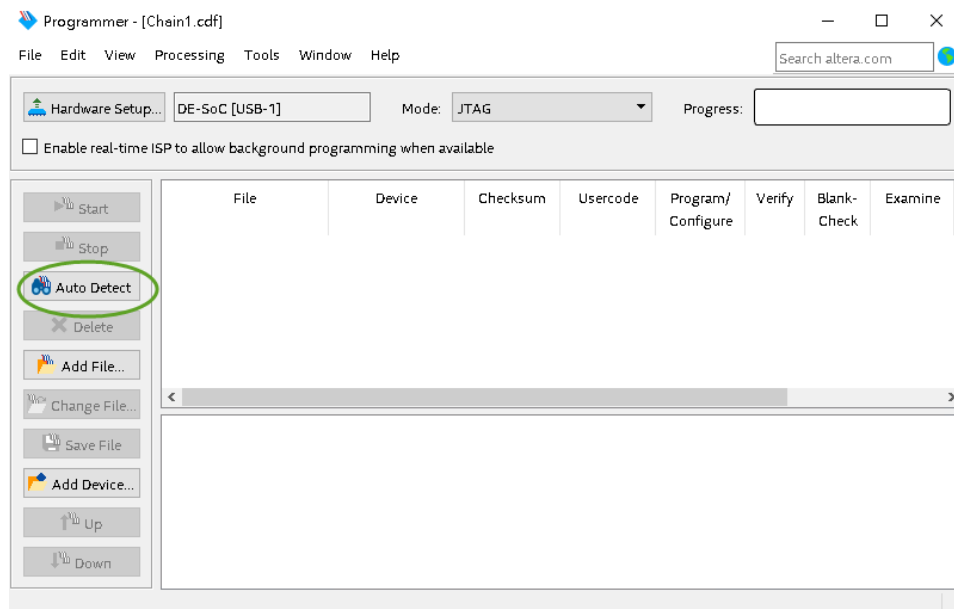 Programmer - [Chain1.cdf]
File Edit View Processing Tools Window Help
Search altera.com
Hardware Setup... DE-SoC [USB-1] Mode: JTAG Progress:
Enable real-time ISP to allow background programming when available
File Device Checksum Usercode Program/ Verify Blank- Examine
Configure Check
Start
Stop
Auto Detect
Delete
Add File...
Change File...
Save File
Add Device...
Up
Down